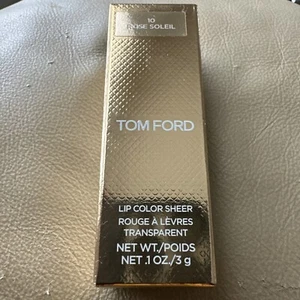 10
ROSE SOLEIL
TOM FORD
LIP COLOR SHEER
ROUGE À LÈVRES
TRANSPARENT
NET WT./POIDS
NET .1 OZ./3 g